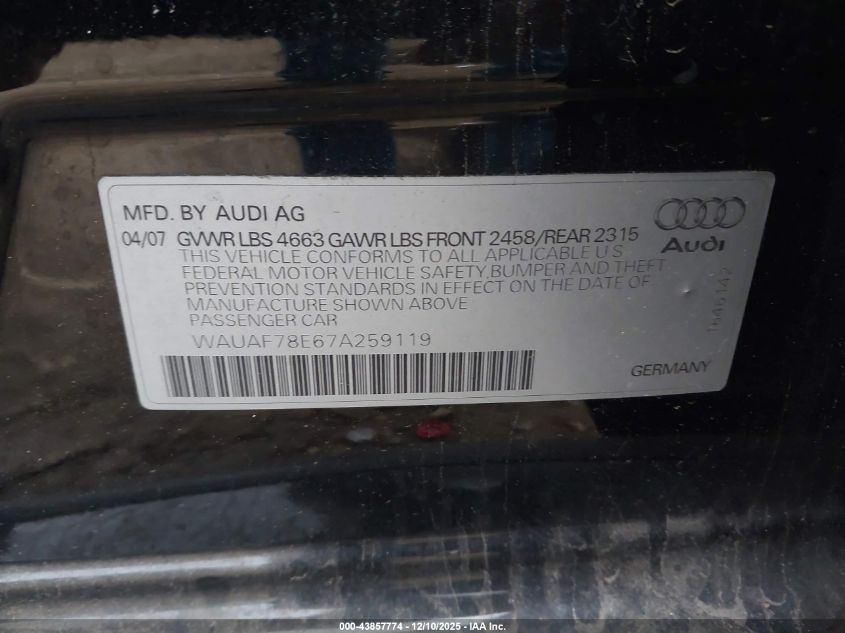 MFD. BY AUDI AG
04/07 GVWR LBS 4663 GAWR LBS FRONT 2458/REAR 2315
THIS VEHICLE CONFORMS TO ALL APPLICABLE U S
FEDERAL MOTOR VEHICLE SAFETY,BUMPER AND THEFT
PREVENTION STANDARDS IN EFFECT ON THE DATE OF
MANUFACTURE SHOWN ABOVE
PASSENGER CAR
WAUAF78E67A259119
Audi
1646142
GERMANY
000-43857774 | 12/10/2025 | IAA Inc.